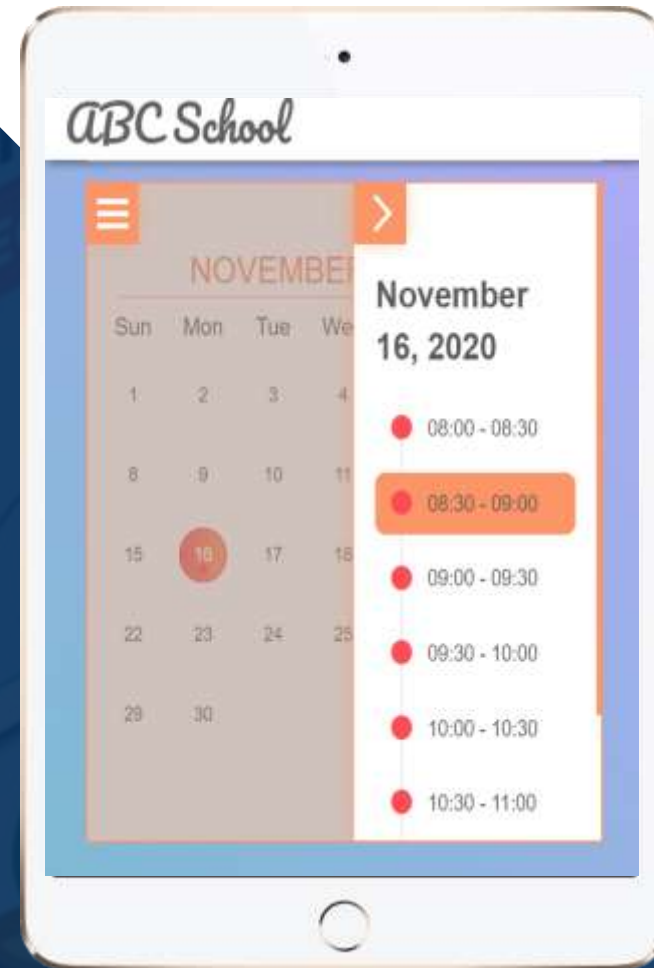 ABC School
NOVEMBER
Sun Mon Tue We
1 2 3 4
8 9 10 11
15 16 17 18
22 23 24 25
29 30
November
16, 2020
08:00 - 08:30
08:30 - 09:00
09:00 - 09:30
09:30 - 10:00
10:00 - 10:30
10:30 - 11:00